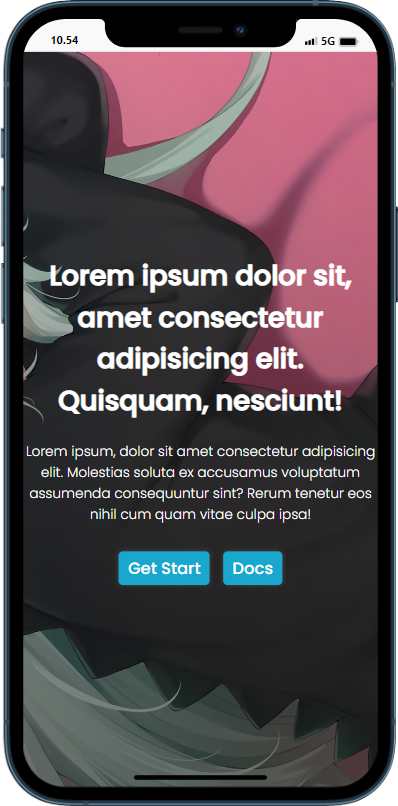 10.54
5G
Lorem ipsum dolor sit,
amet consectetur
adipisicing elit.
Quisquam, nesciunt!
Lorem ipsum, dolor sit amet consectetur adipisicing
elit. Molestias soluta ex accusamus voluptatum
assumenda consequuntur sint? Rerum tenetur eos
nihil cum quam vitae culpa ipsa!
Get Start
Docs